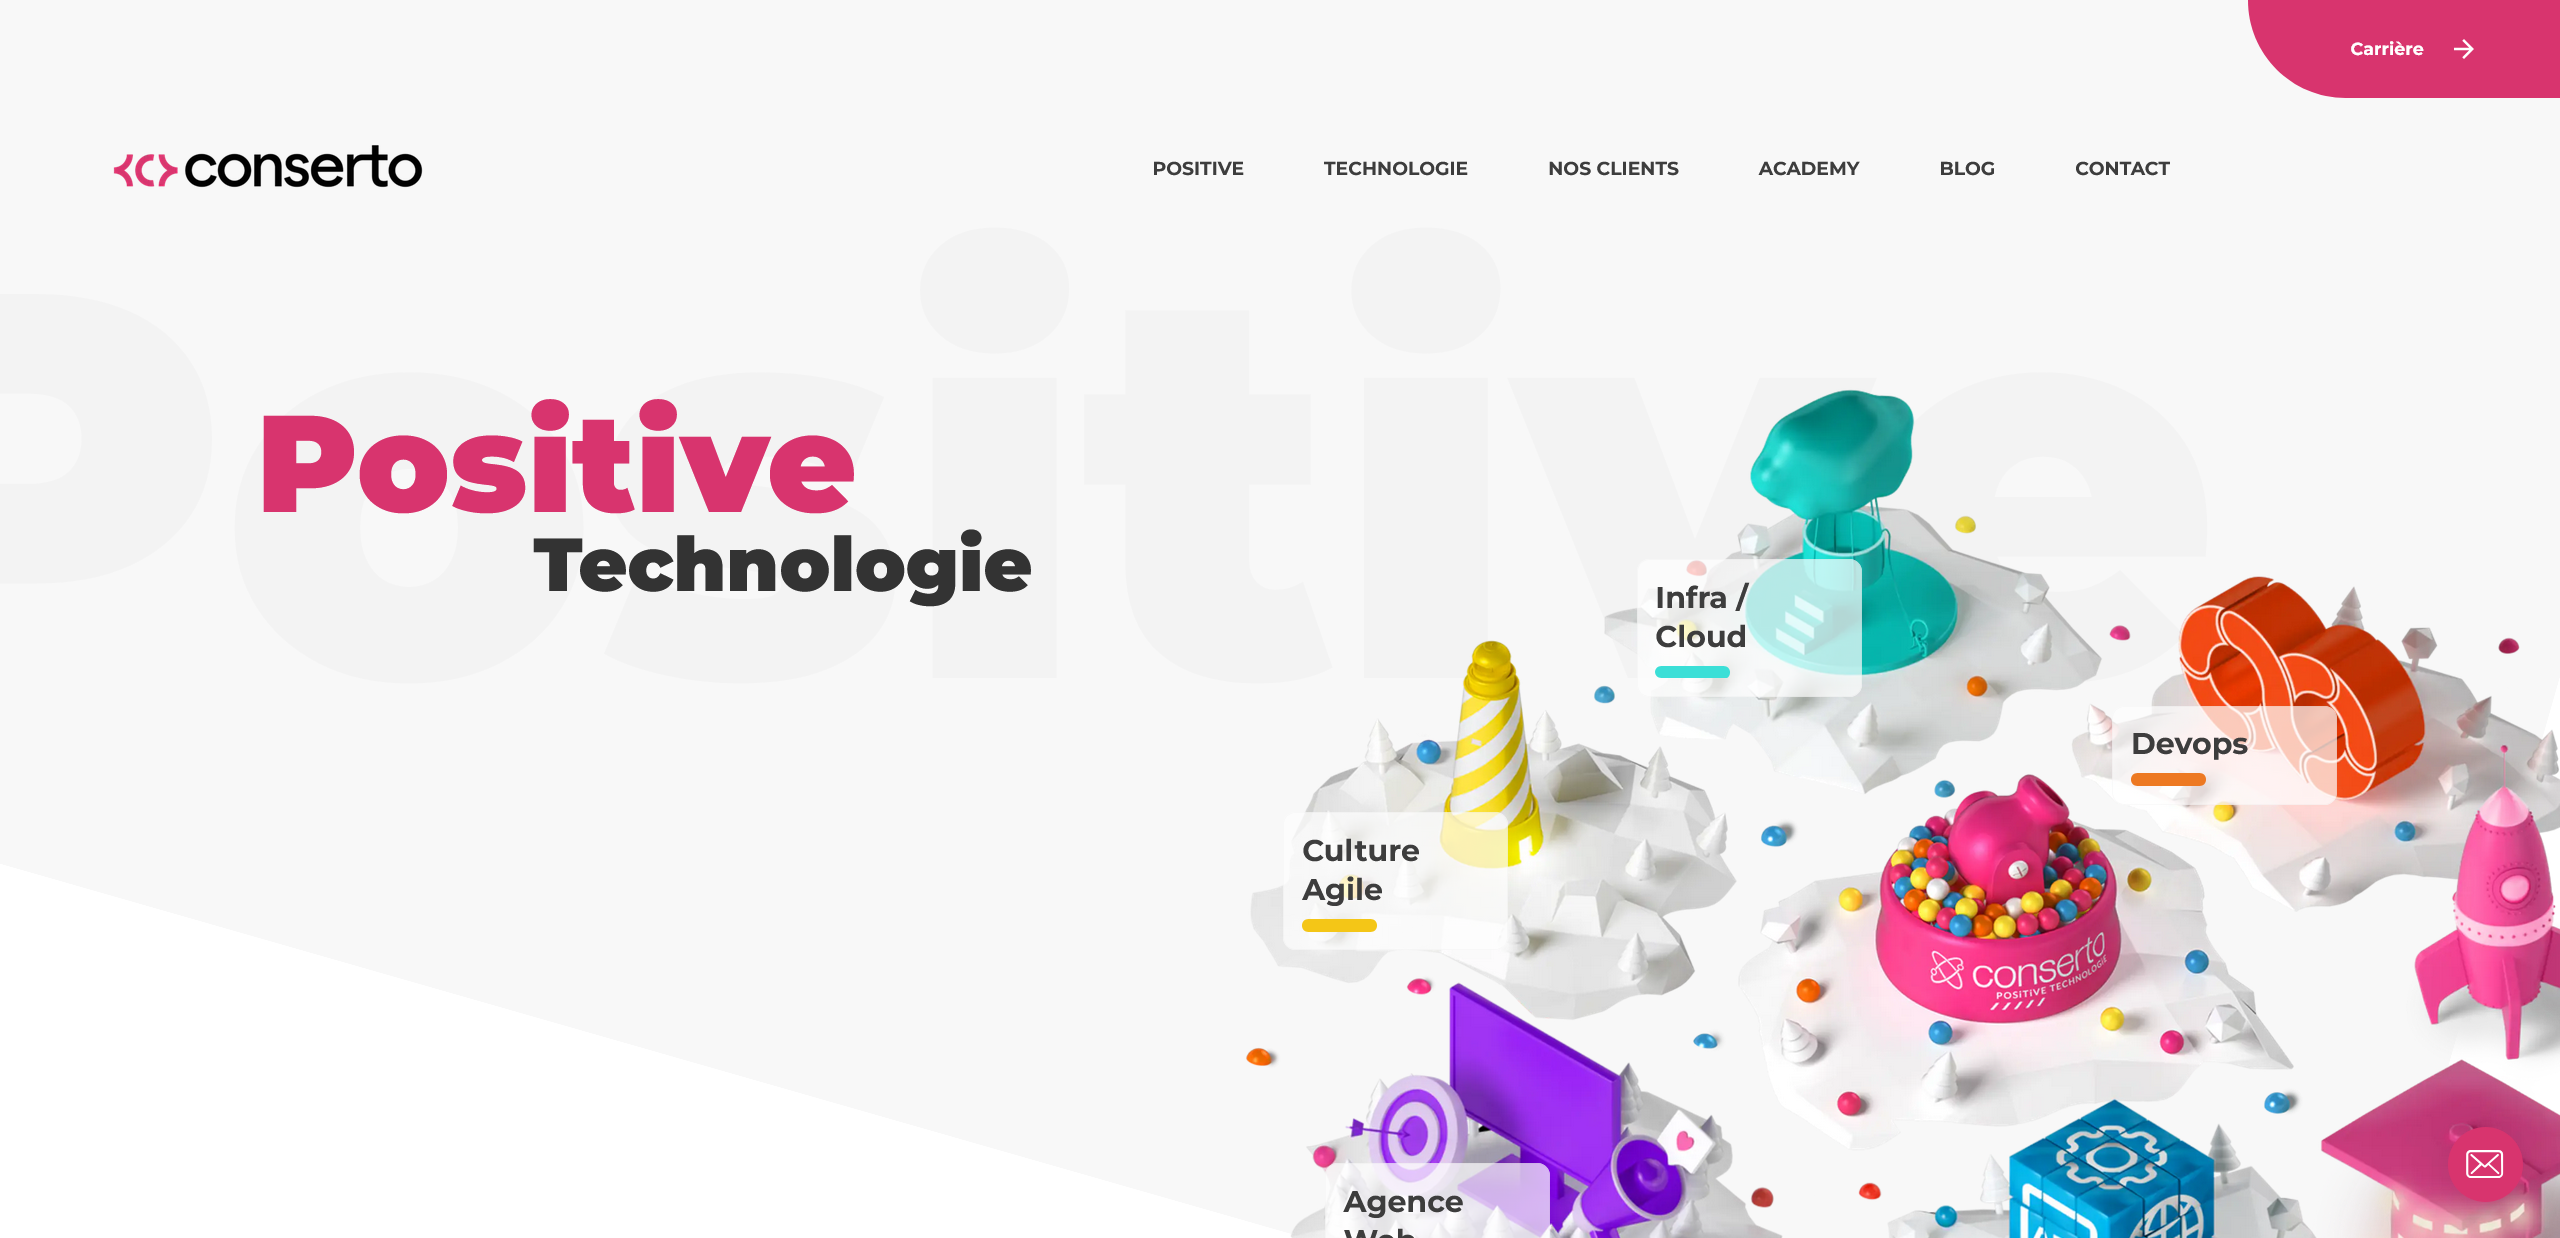 Carrière
conserto
POSITIVE TECHNOLOGIE NOS CLIENTS ACADEMY BLOG CONTACT
Positive
Positive
Technologie
Infra /
Cloud
Devops
Culture
Agile
conserto
POSITIVE TECHNOLOGIE
Agence
Web